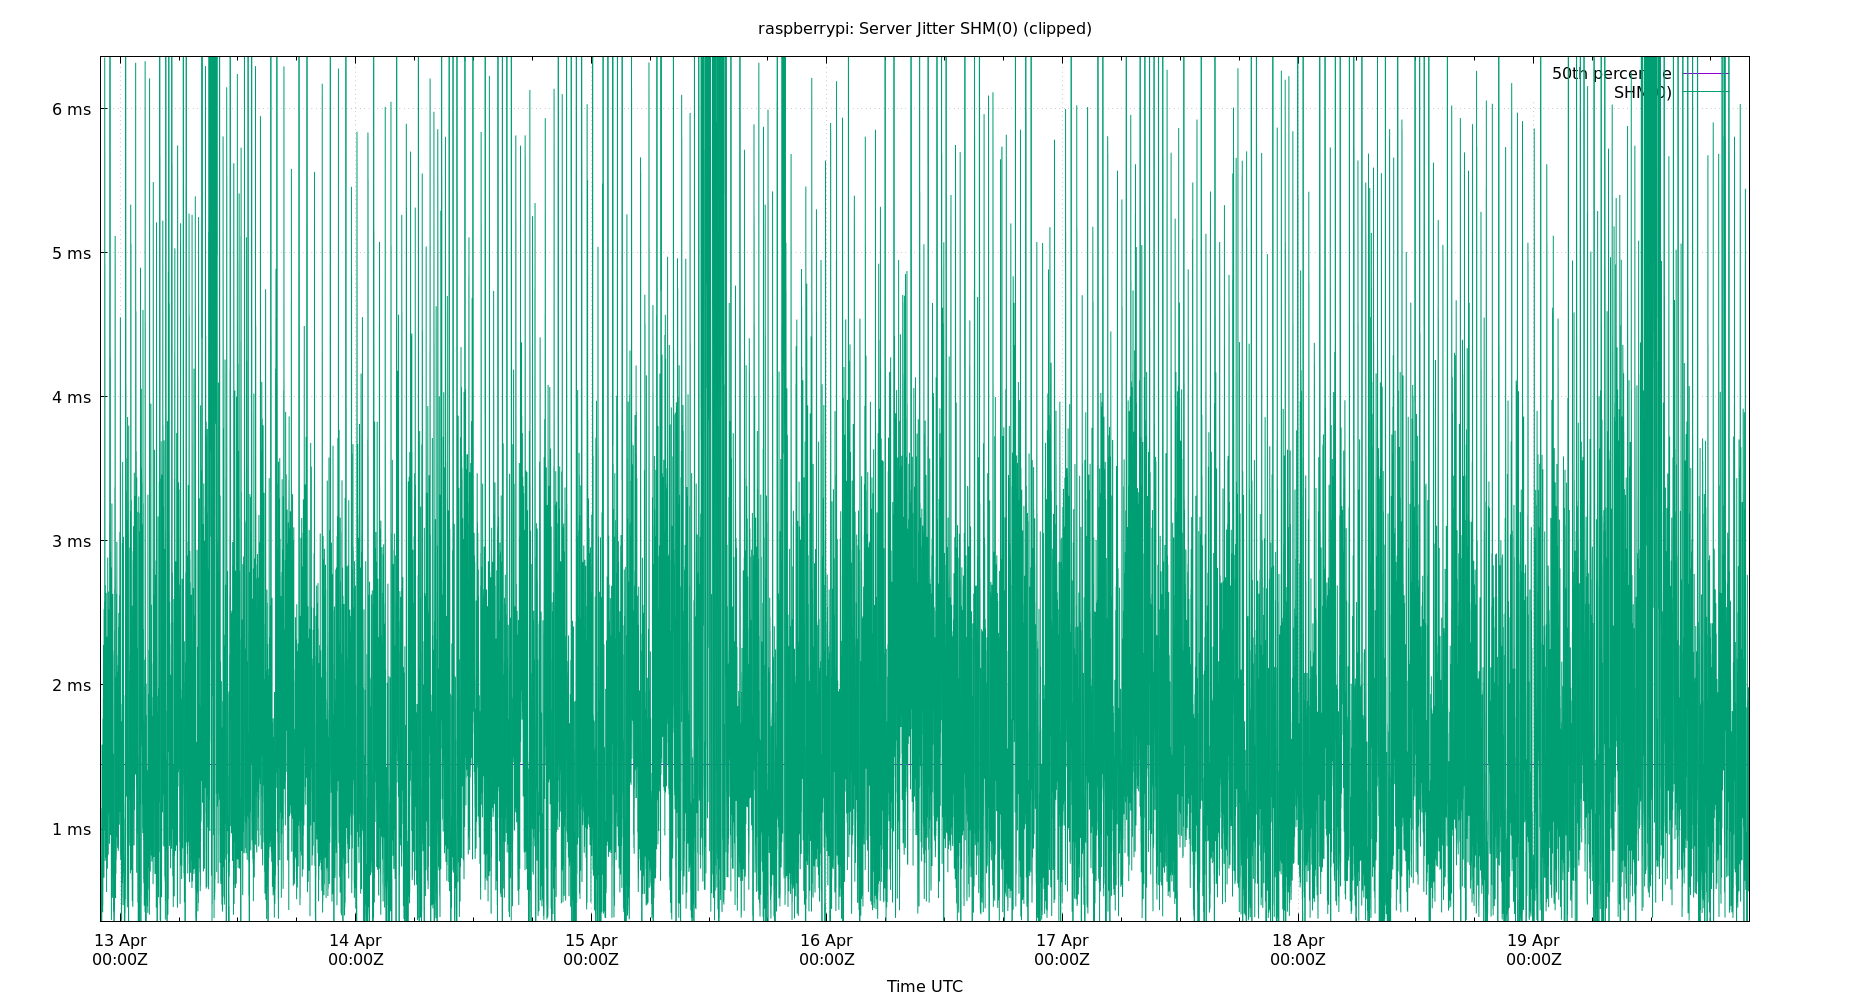 raspberrypi: Server Jitter SHM(0) (clipped)
50th percentile
SHM(0)
6 ms
5 ms
4 ms
3 ms
2 ms
1 ms
13 Apr 14 Apr 15 Apr 16 Apr 17 Apr 18 Apr 19 Apr
00:00Z 00:00Z 00:00Z 00:00Z 00:00Z 00:00Z 00:00Z
Time UTC